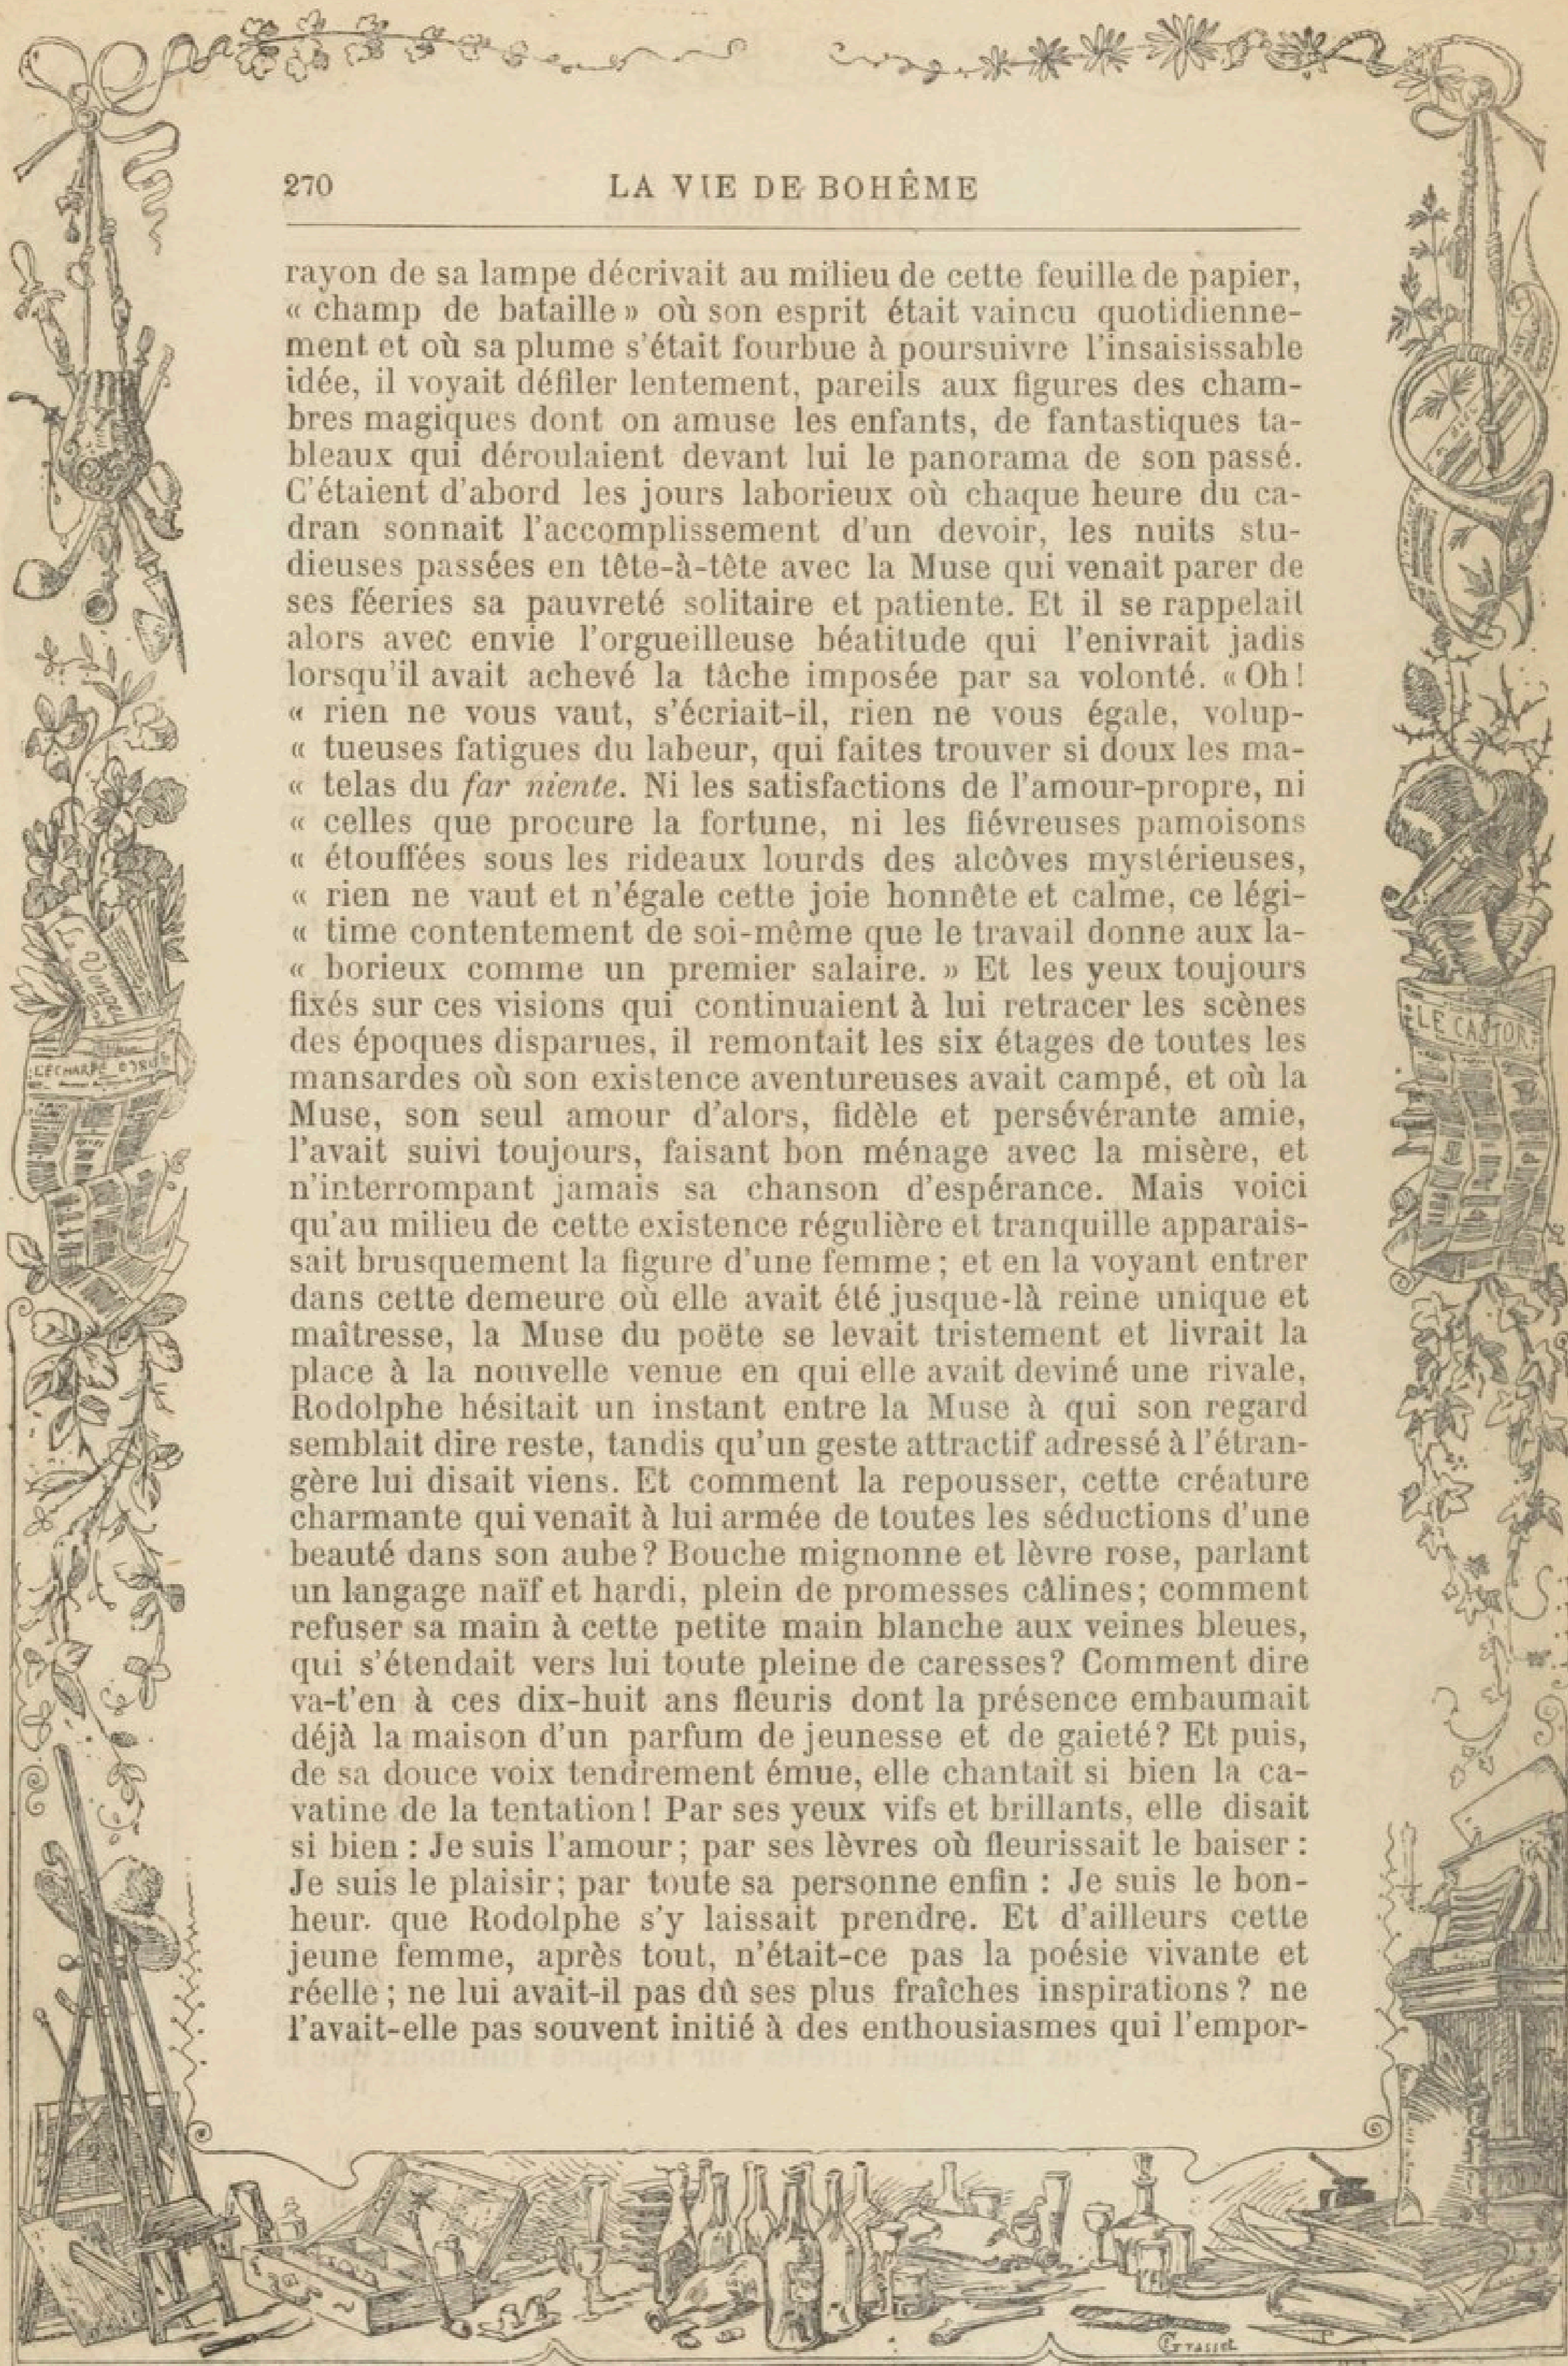 270 LA VIE DE BOHÊME
rayon de sa lampe décrivait au milieu de cette feuille de papier,
« champ de bataille » où son esprit était vaincu quotidienne-
ment et où sa plume s'était fourbue à poursuivre l'insaisissable
idée, il voyait défiler lentement, pareils aux figures des cham-
bres magiques dont on amuse les enfants, de fantastiques ta-
bleaux qui déroulaient devant lui le panorama de son passé.
C'étaient d'abord les jours laborieux où chaque heure du ca-
dran sonnait l'accomplissement d'un devoir, les nuits stu-
dieuses passées en tête-à-tête avec la Muse qui venait parer de
ses féeries sa pauvreté solitaire et patiente. Et il se rappelait
alors avec envie l'orgueilleuse béatitude qui l'enivrait jadis
lorsqu'il avait achevé la tâche imposée par sa volonté. « Oh!
« rien ne vous vaut, s'écriait-il, rien ne vous égale, volup-
« tueuses fatigues du labeur, qui faites trouver si doux les ma-
« telas du far niente. Ni les satisfactions de l'amour-propre, ni
« celles que procure la fortune, ni les fiévreuses pamoisons
« étouffées sous les rideaux lourds des alcôves mystérieuses,
« rien ne vaut et n'égale cette joie honnête et calme, ce légi-
« time contentement de soi-même que le travail donne aux la-
« borieux comme un premier salaire. » Et les yeux toujours
fixés sur ces visions qui continuaient à lui retracer les scènes
des époques disparues, il remontait les six étages de toutes les
mansardes où son existence aventureuses avait campé, et où la
Muse, son seul amour d'alors, fidèle et persévérante amie,
l'avait suivi toujours, faisant bon ménage avec la misère, et
n'interrompant jamais sa chanson d'espérance. Mais voici
qu'au milieu de cette existence régulière et tranquille apparais-
sait brusquement la figure d'une femme ; et en la voyant entrer
dans cette demeure où elle avait été jusque-là reine unique et
maîtresse, la Muse du poëte se levait tristement et livrait la
place à la nouvelle venue en qui elle avait deviné une rivale,
Rodolphe hésitait un instant entre la Muse à qui son regard
semblait dire reste, tandis qu'un geste attractif adressé à l'étran-
gère lui disait viens. Et comment la repousser, cette créature
charmante qui venait à lui armée de toutes les séductions d'une
beauté dans son aube? Bouche mignonne et lèvre rose, parlant
un langage naïf et hardi, plein de promesses câlines; comment
refuser sa main à cette petite main blanche aux veines bleues,
qui s'étendait vers lui toute pleine de caresses? Comment dire
va-t'en à ces dix-huit ans fleuris dont la présence embaumait
déjà la maison d'un parfum de jeunesse et de gaieté? Et puis,
de sa douce voix tendrement émue, elle chantait si bien la ca-
vatine de la tentation! Par ses yeux vifs et brillants, elle disait
si bien : Je suis l'amour ; par ses lèvres où fleurissait le baiser :
Je suis le plaisir; par toute sa personne enfin : Je suis le bon-
heur. que Rodolphe s'y laissait prendre. Et d'ailleurs cette
jeune femme, après tout, n'était-ce pas la poésie vivante et
réelle ; ne lui avait-il pas dû ses plus fraîches inspirations ? ne
l'avait-elle pas souvent initié à des enthousiasmes qui l'empor-
LE CASTOR
Grasset